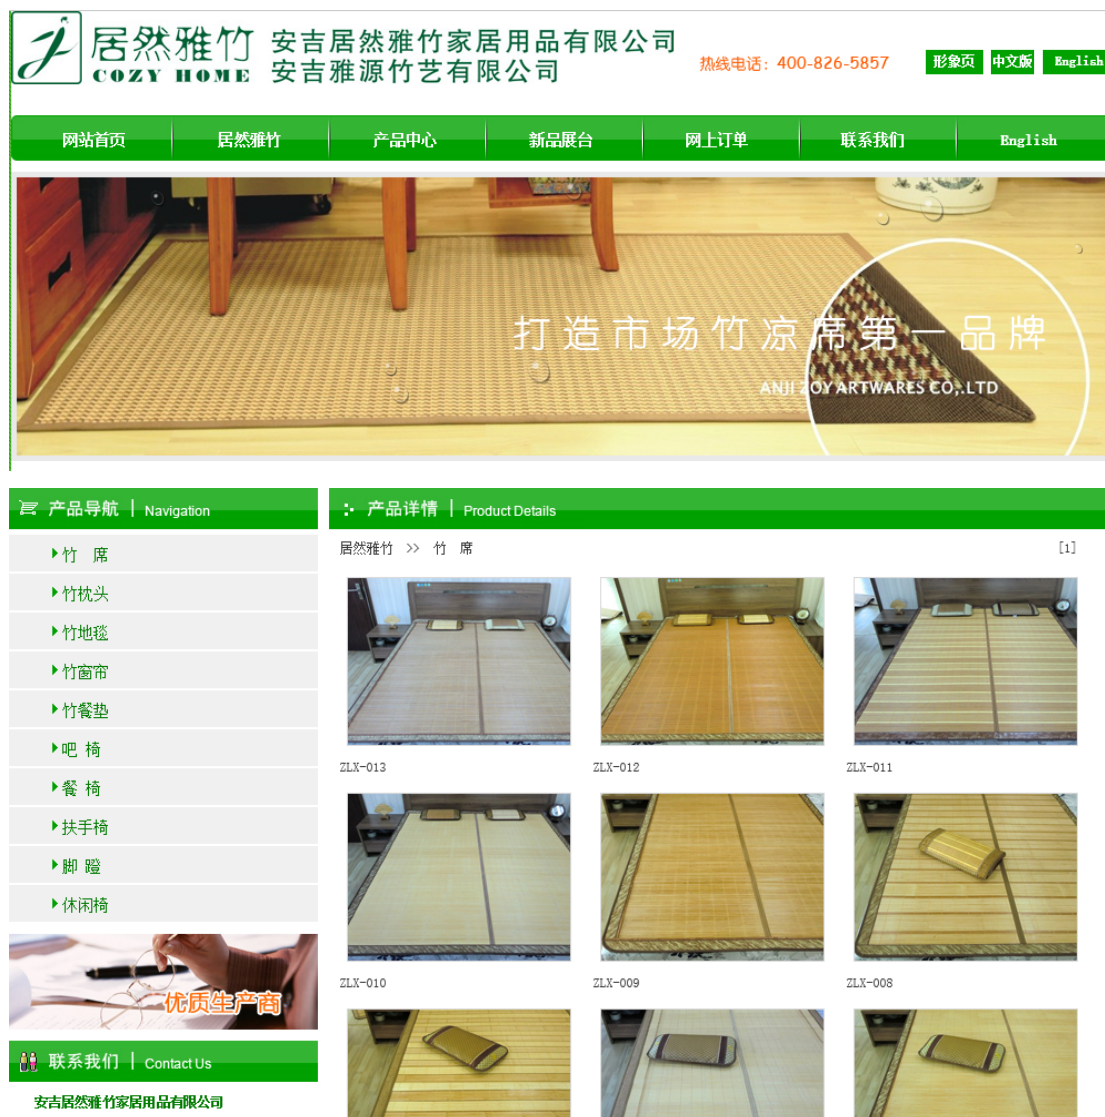 居然雅竹
COZY HOME
安吉居然雅竹家居用品有限公司
安吉雅源竹艺有限公司
热线电话：400-826-5857
形象页 中文版 English
网站首页 居然雅竹 产品中心 新品展台 网上订单 联系我们 English
打造市场竹凉席第一品牌
ANJI ZOY ARTWARES CO,.LTD
产品导航 | Navigation
竹 席
竹枕头
竹地毯
竹窗帘
竹餐垫
吧 椅
餐 椅
扶手椅
脚 蹬
休闲椅
优质生产商
联系我们 | Contact Us
安吉居然雅竹家居用品有限公司
产品详情 | Product Details
居然雅竹 >> 竹 席 [1]
ZLX-013 ZLX-012 ZLX-011
ZLX-010 ZLX-009 ZLX-008